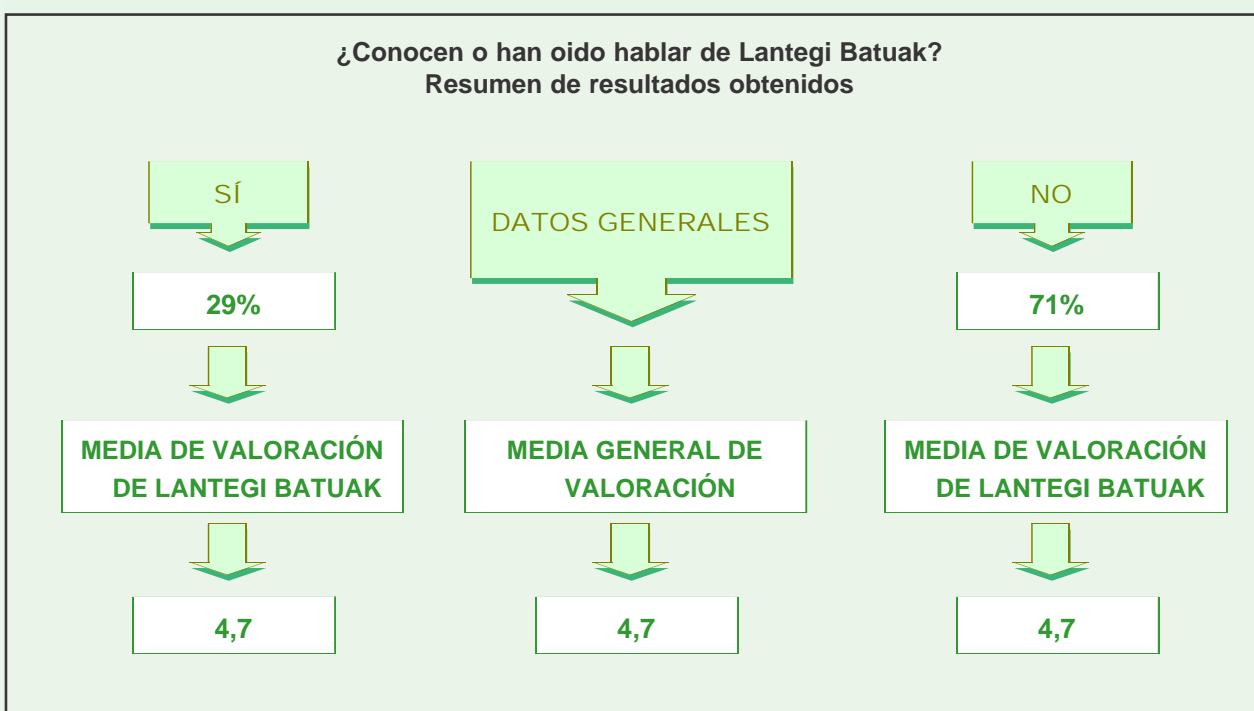 ¿Conocen o han oido hablar de Lantegi Batuak?
Resumen de resultados obtenidos
SÍ
DATOS GENERALES
NO
29%
71%
MEDIA DE VALORACIÓN
DE LANTEGI BATUAK
MEDIA GENERAL DE
VALORACIÓN
MEDIA DE VALORACIÓN
DE LANTEGI BATUAK
4,7
4,7
4,7